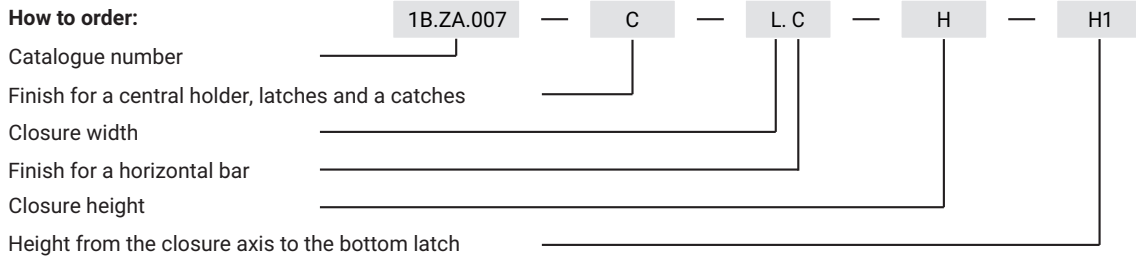 How to order: 1B.ZA.007 — C — L. C — H — H1
Catalogue number
Finish for a central holder, latches and a catches
Closure width
Finish for a horizontal bar
Closure height
Height from the closure axis to the bottom latch